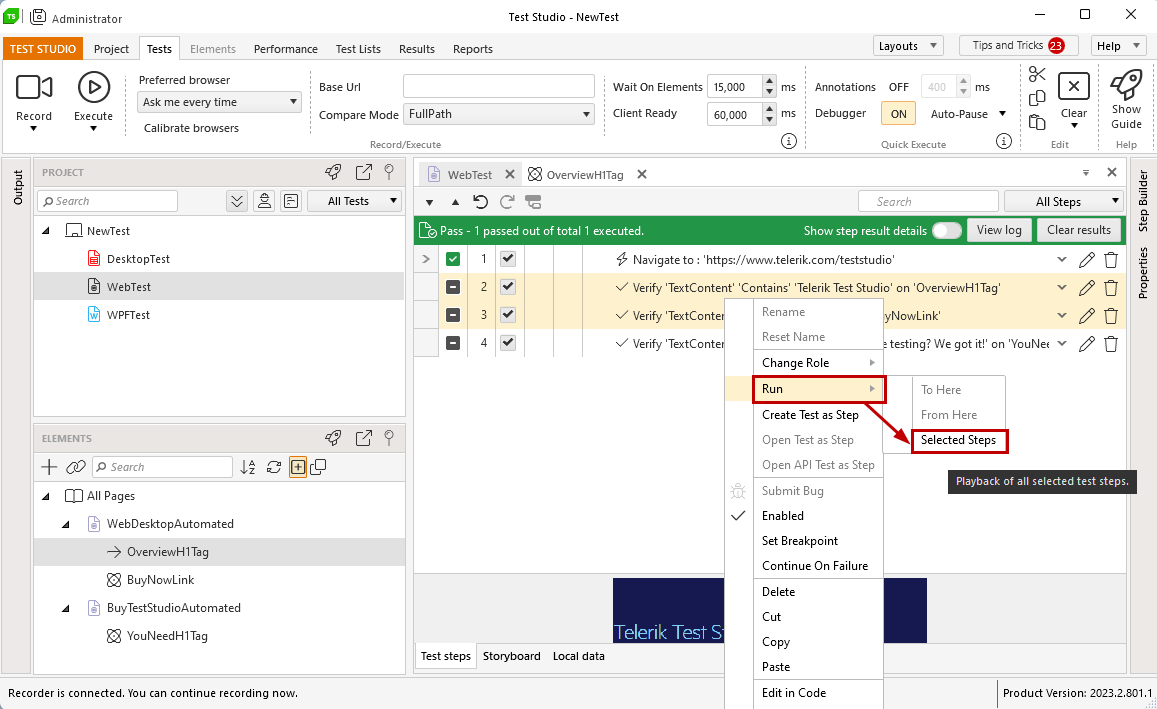 TS Administrator
Test Studio - NewTest
TEST STUDIO Project Tests Elements Performance Test Lists Results Reports
Layouts Tips and Tricks 23 Help
Record
Execute
Preferred browser
Ask me every time
Calibrate browsers
Base Url
Compare Mode FullPath
Record/Execute
Wait On Elements 15,000 ms
Client Ready 60,000 ms
Annotations OFF 400 ms
Debugger ON Auto-Pause
Quick Execute
Clear
Edit
Show
Guide
Help
Output
PROJECT
Search
All Tests
NewTest
DesktopTest
WebTest
WPFTest
ELEMENTS
Search
All Pages
WebDesktopAutomated
OverviewH1Tag
BuyNowLink
BuyTestStudioAutomated
YouNeedH1Tag
WebTest OverviewH1Tag
Search
All Steps
Pass - 1 passed out of total 1 executed.
Show step result details View log Clear results
1 Navigate to : 'https://www.telerik.com/teststudio'
2 Verify 'TextContent' 'Contains' 'Telerik Test Studio' on 'OverviewH1Tag'
3 Verify 'TextConten uyNowLink'
4 Verify 'TextConten e testing? We got it!' on 'YouNee
Rename
Reset Name
Change Role
Run
Create Test as Step
Open Test as Step
Open API Test as Step
Submit Bug
Enabled
Set Breakpoint
Continue On Failure
Delete
Cut
Copy
Paste
Edit in Code
To Here
From Here
Selected Steps
Playback of all selected test steps.
Telerik Test St
Test steps Storyboard Local data
Step Builder
Properties
Recorder is connected. You can continue recording now.
Product Version: 2023.2.801.1